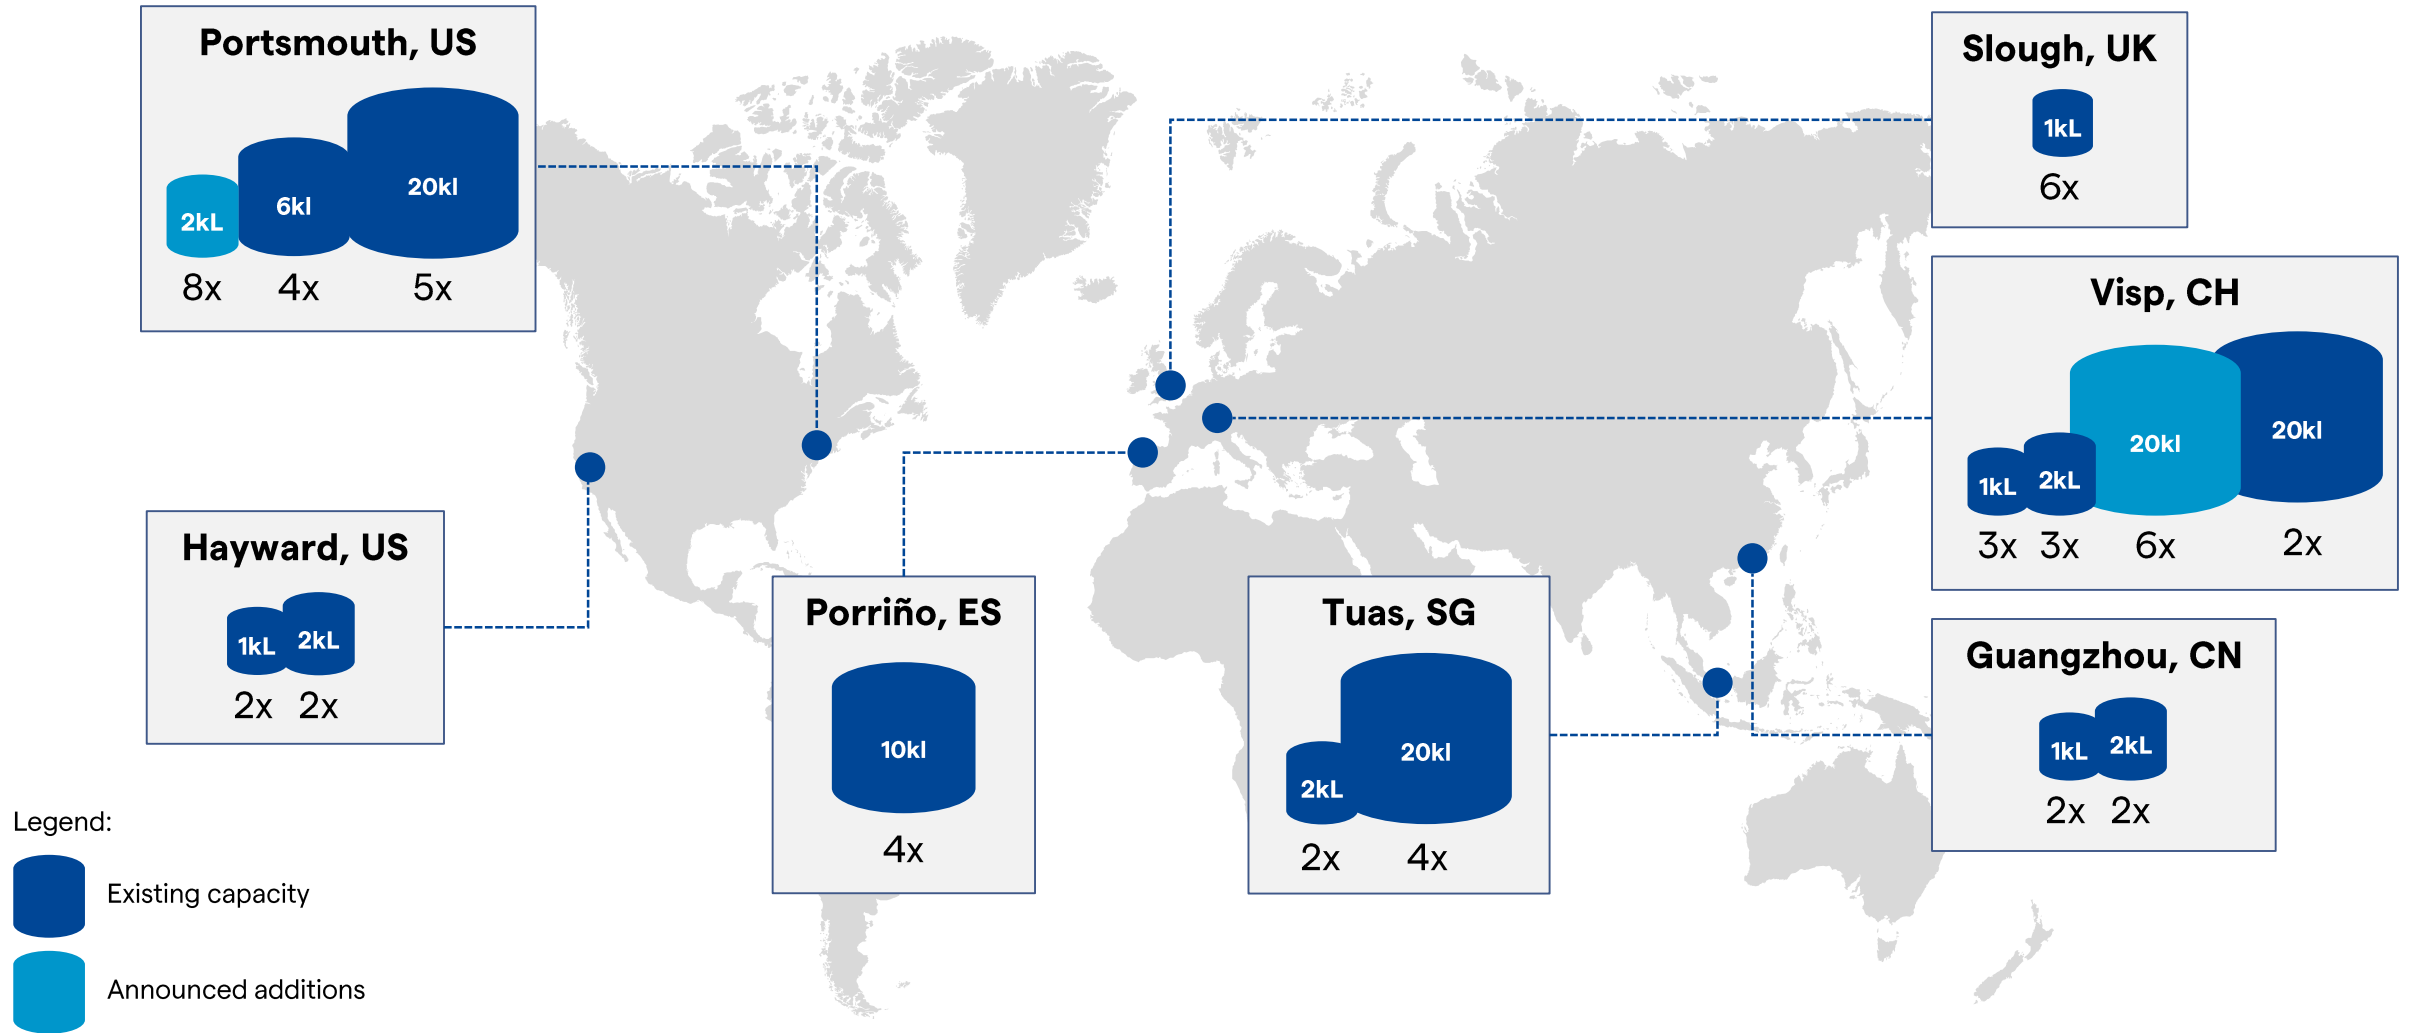 Portsmouth, US
2kL 6kl 20kl
8x 4x 5x
Slough, UK
1kL
6x
Visp, CH
1kL 2kL 20kl 20kl
3x 3x 6x 2x
Hayward, US
1kL 2kL
2x 2x
Porriño, ES
10kl
4x
Tuas, SG
2kL 20kl
2x 4x
Guangzhou, CN
1kL 2kL
2x 2x
Legend:
Existing capacity
Announced additions